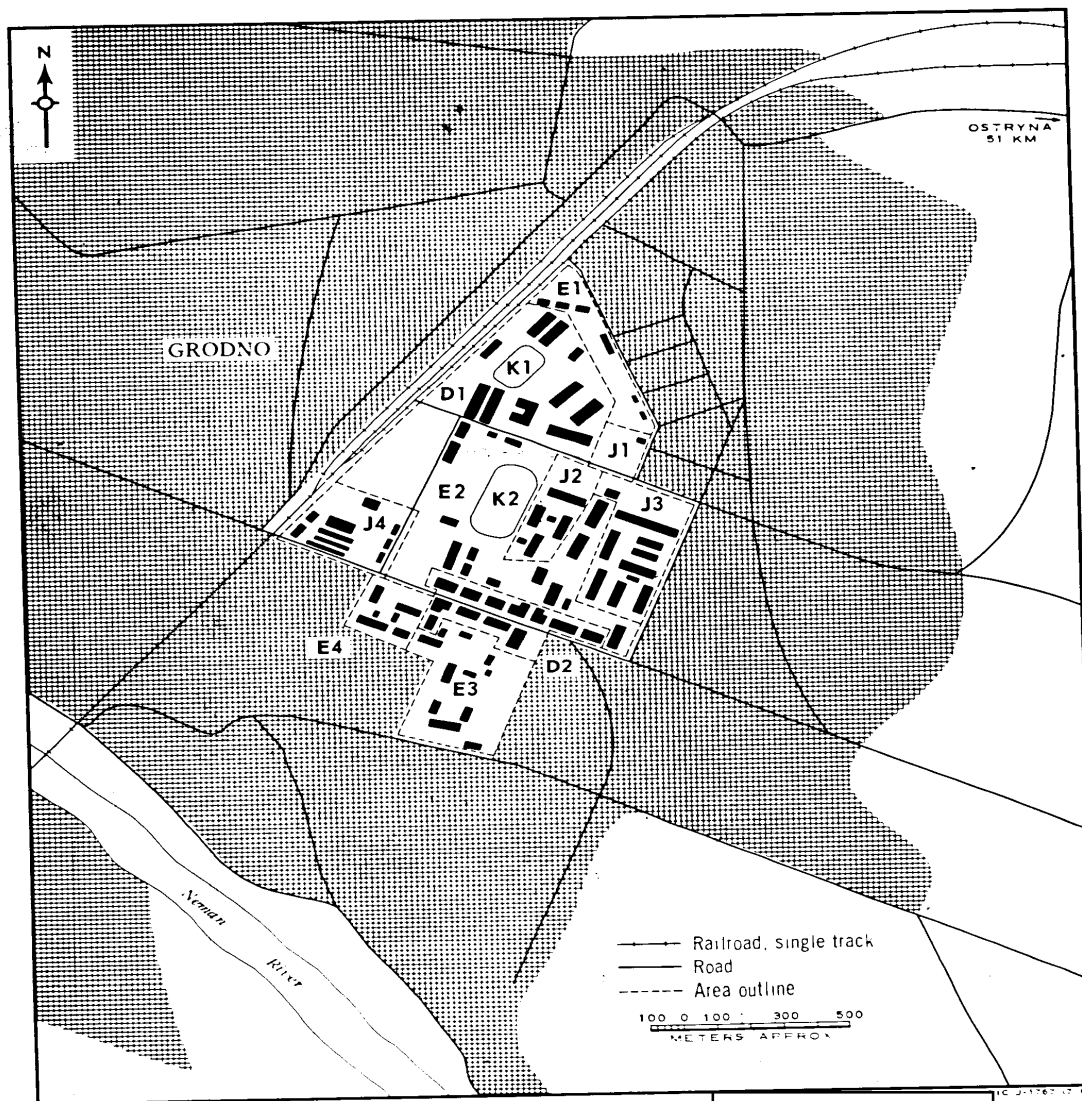 N
OSTRYNA
51 KM
E1
GRODNO
K1
D1
J1
J2
E2
K2
J3
J4
E4
D2
E3
Neman
River
Railroad, single track
Road
Area outline
100 0 100 300 500
METERS APPROX